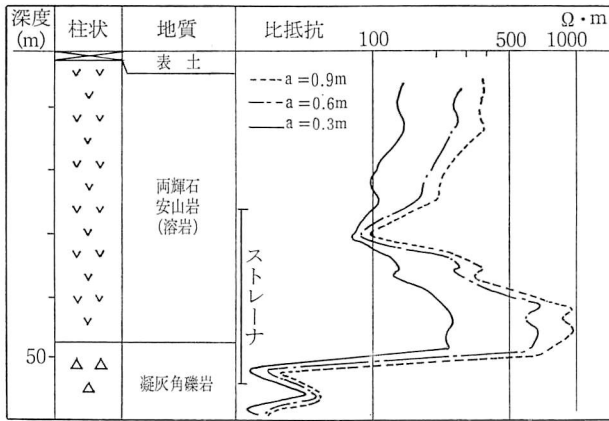 深度
(m)
柱状
地質
比抵抗
Ω・m
100
500
1000
表土
a=0.9m
a=0.6m
a=0.3m
両輝石
安山岩
(溶岩)
ストレーナ
50
凝灰角礫岩